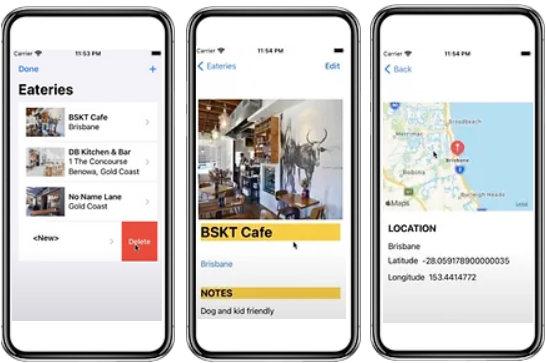 Carrier 11:53 PM
Done +
Eateries
BSKT Cafe
Brisbane
DB Kitchen & Bar
1 The Concourse
Benowa, Gold Coast
No Name Lane
Gold Coast
<New>
Delete
Carrier 11:54 PM
Eateries Edit
BSKT Cafe
Brisbane
NOTES
Dog and kid friendly
Carrier 11:54 PM
Back
Broadbeach
Merrimac
Brisbane
Robina
Burleigh Heads
Maps
Legal
LOCATION
Brisbane
Latitude -28.059178900000035
Longitude 153.4414772